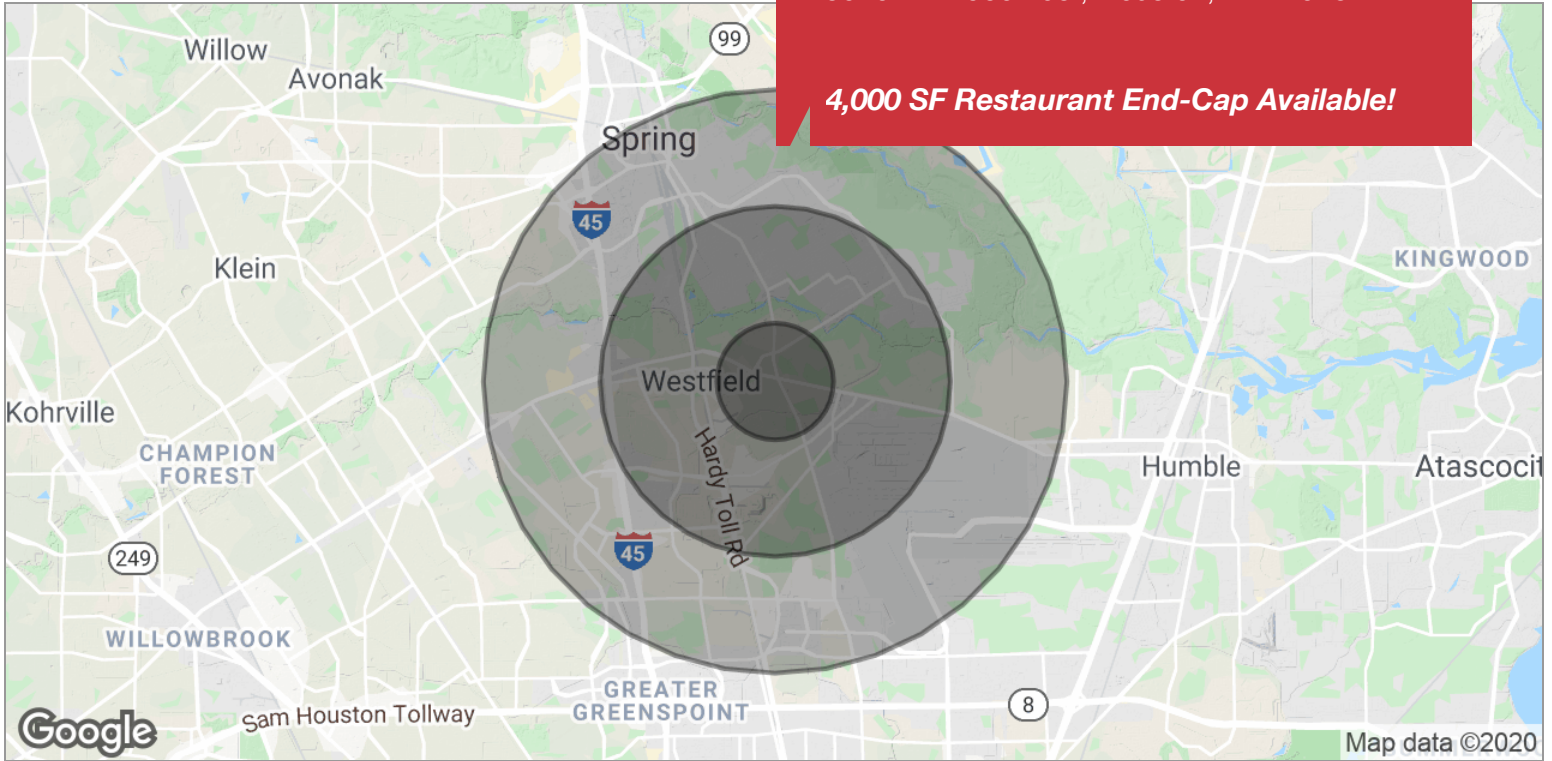 4,000 SF Restaurant End-Cap Available!
Willow
99
Avonak
Spring
45
Klein
KINGWOOD
Westfield
Kohrville
CHAMPION
FOREST
Hardy Toll Rd
Humble
Atascocit
249
45
WILLOWBROOK
GREATER
GREENSPOINT
8
Sam Houston Tollway
Google
Map data ©2020